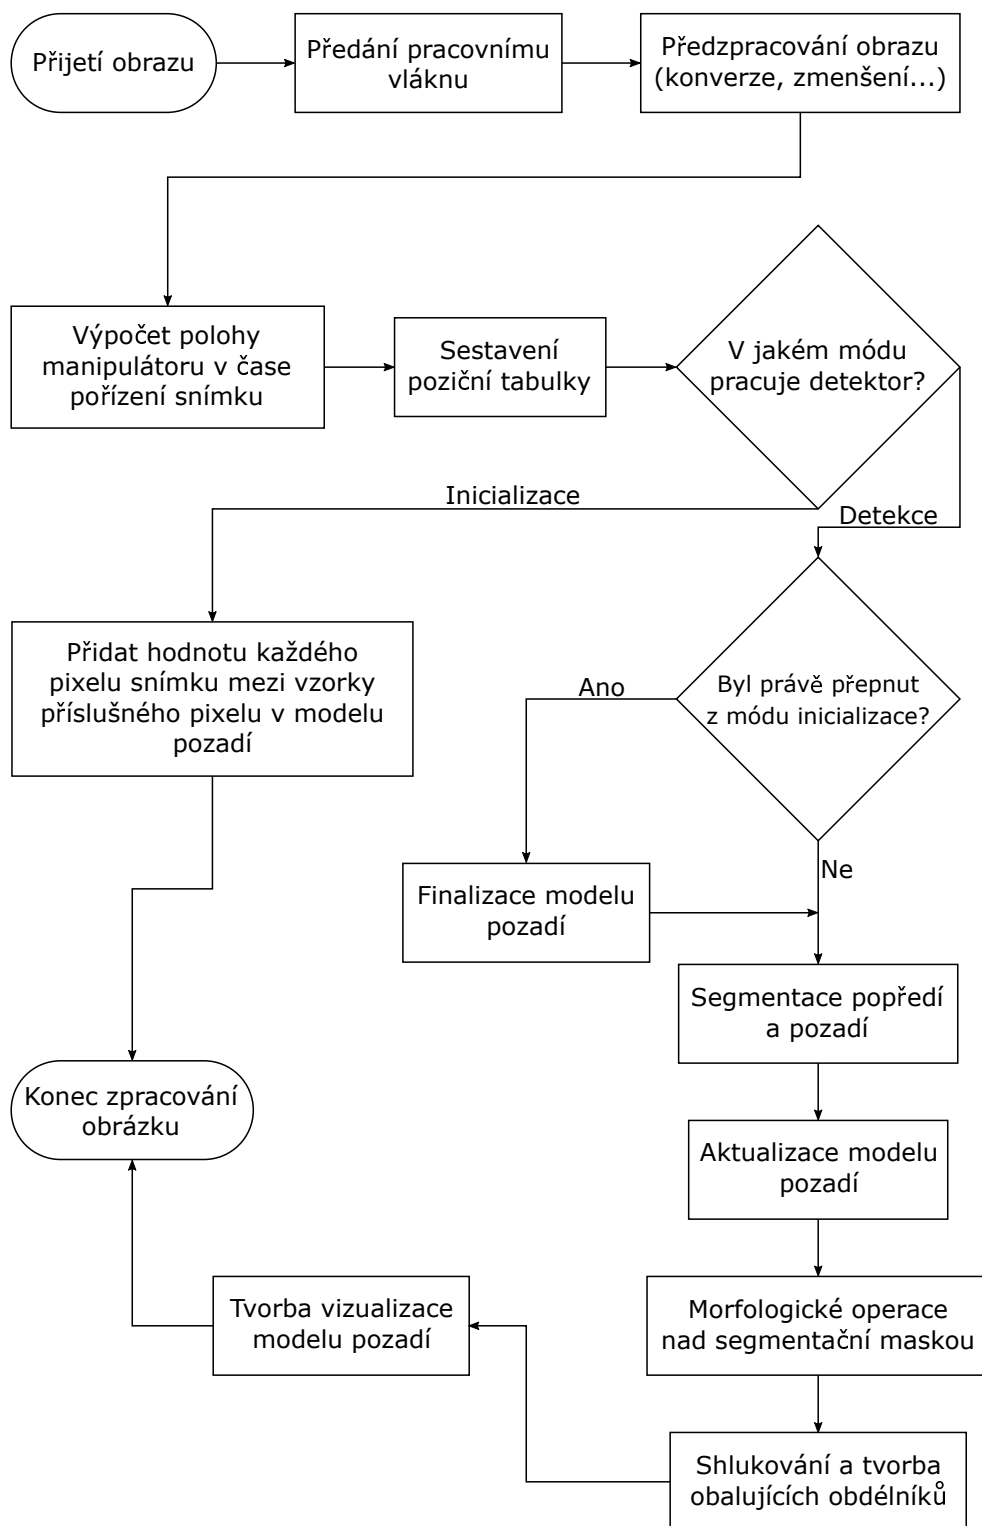 Přijetí obrazu
Předání pracovnímu
vláknu
Předzpracování obrazu
(konverze, zmenšení...)
Výpočet polohy
manipulátoru v čase
pořízení snímku
Sestavení
poziční tabulky
V jakém módu
pracuje detektor?
Inicializace
Detekce
Přidat hodnotu každého
pixelu snímku mezi vzorky
příslušného pixelu v modelu
pozadí
Ano
Byl právě přepnut
z módu inicializace?
Ne
Finalizace modelu
pozadí
Segmentace popředí
a pozadí
Konec zpracování
obrázku
Aktualizace modelu
pozadí
Tvorba vizualizace
modelu pozadí
Morfologické operace
nad segmentační maskou
Shlukování a tvorba
obalujících obdélníků